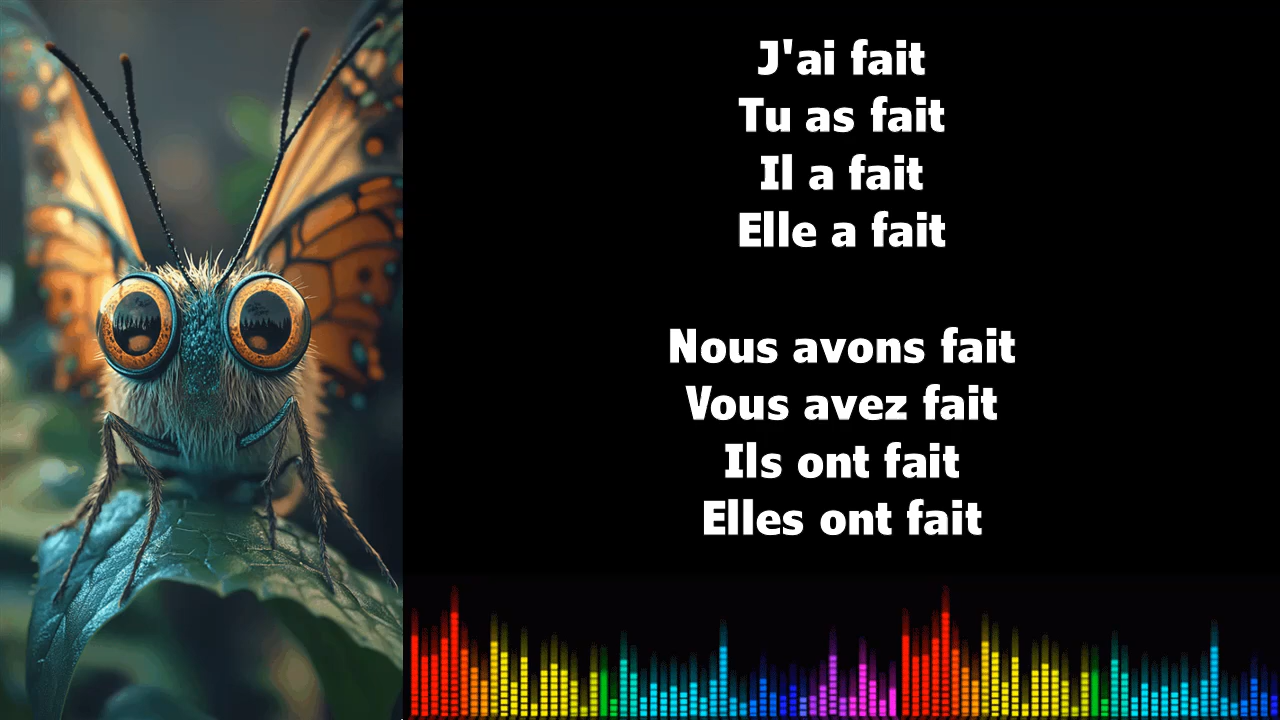 J'ai fait
Tu as fait
Il a fait
Elle a fait
Nous avons fait
Vous avez fait
Ils ont fait
Elles ont fait